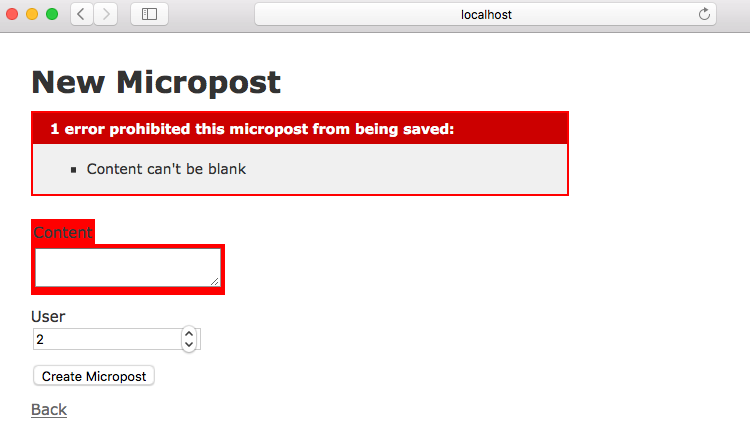 localhost
New Micropost
1 error prohibited this micropost from being saved:
Content can't be blank
Content
User
2
Create Micropost
Back